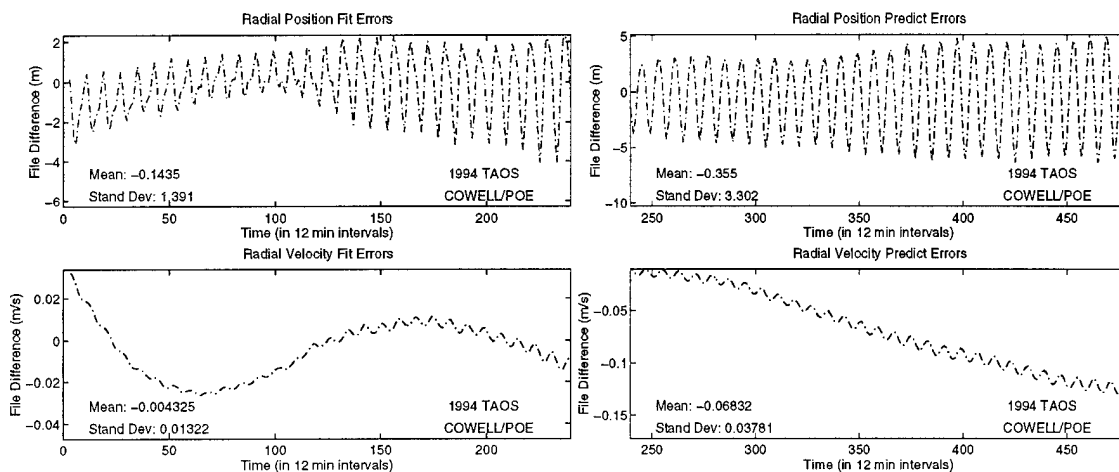 Radial Position Fit Errors
File Difference (m)
2
0
−2
−4
−6
Mean: −0.1435
Stand Dev: 1.391
1994 TAOS
COWELL/POE
0
50
100
150
200
Time (in 12 min intervals)
Radial Position Predict Errors
File Difference (m)
5
0
−5
−10
Mean: −0.355
Stand Dev: 3.302
1994 TAOS
COWELL/POE
250
300
350
400
450
Time (in 12 min intervals)
Radial Velocity Fit Errors
File Difference (m/s)
0.02
0
−0.02
−0.04
Mean: −0.004325
Stand Dev: 0.01322
1994 TAOS
COWELL/POE
0
50
100
150
200
Time (in 12 min intervals)
Radial Velocity Predict Errors
File Difference (m/s)
−0.05
−0.1
−0.15
Mean: −0.06832
Stand Dev: 0.03781
1994 TAOS
COWELL/POE
250
300
350
400
450
Time (in 12 min intervals)